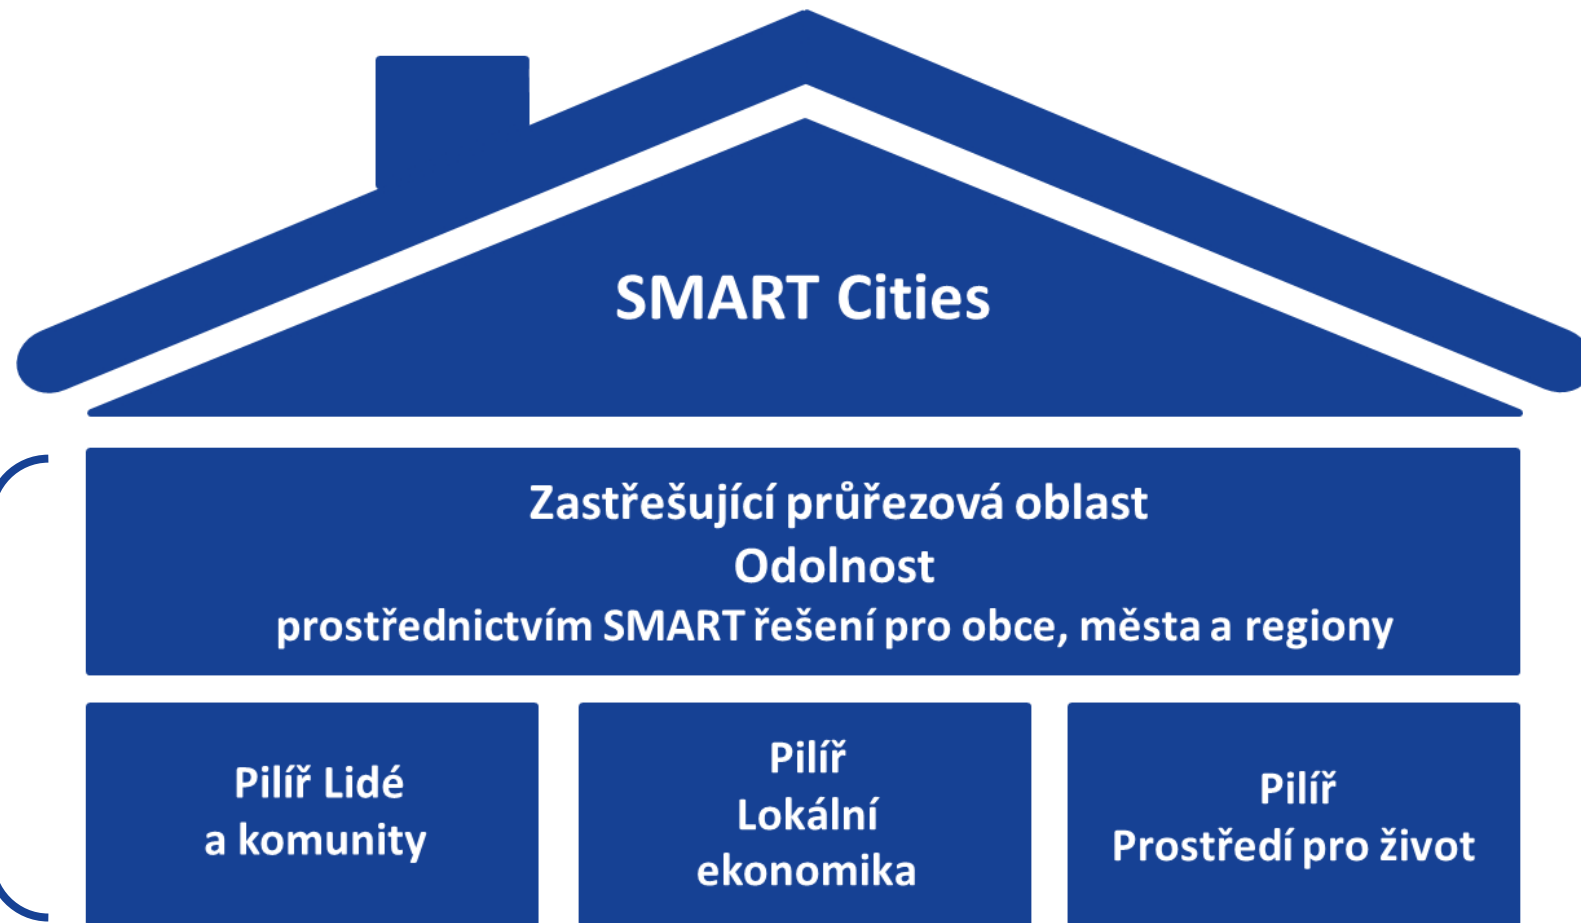 SMART Cities
Zastřešující průřezová oblast
Odolnost
prostřednictvím SMART řešení pro obce, města a regiony
Pilíř Lidé
a komunity
Pilíř
Lokální
ekonomika
Pilíř
Prostředí pro život